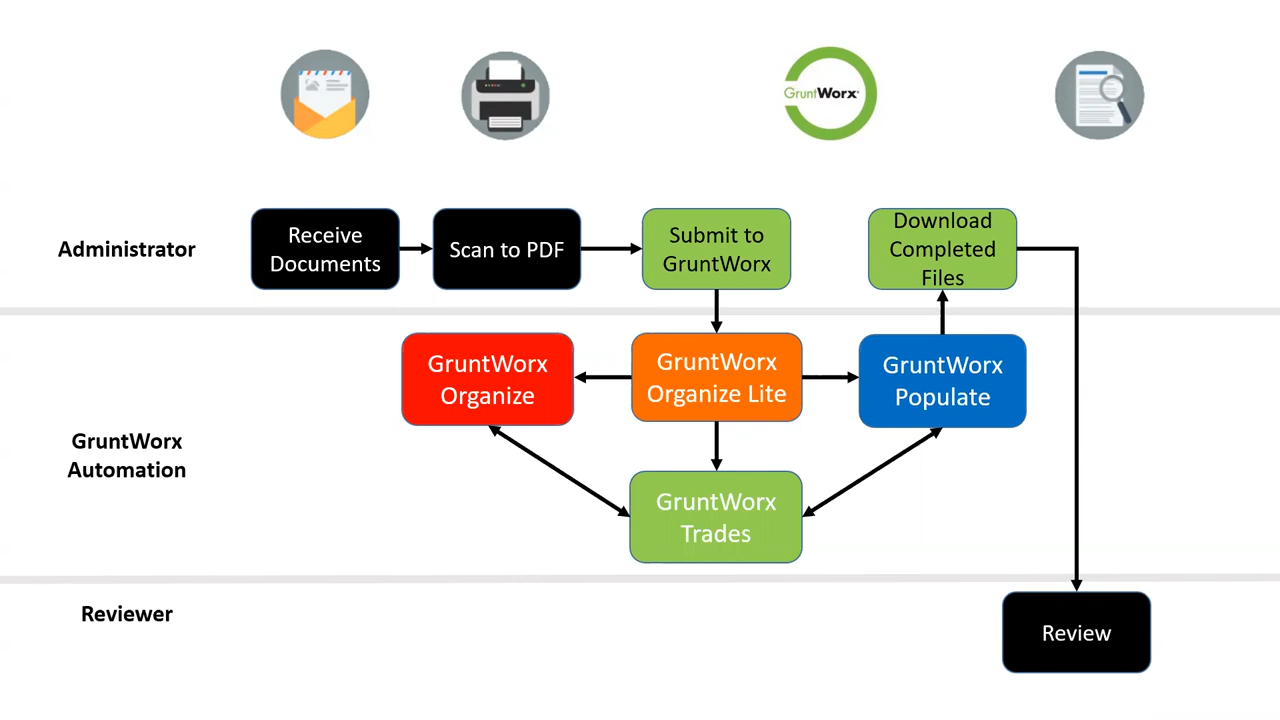 GruntWorx
Administrator
Receive
Documents
Scan to PDF
Submit to
GruntWorx
Download
Completed
Files
GruntWorx
Automation
GruntWorx
Organize
GruntWorx
Organize Lite
GruntWorx
Populate
GruntWorx
Trades
Reviewer
Review